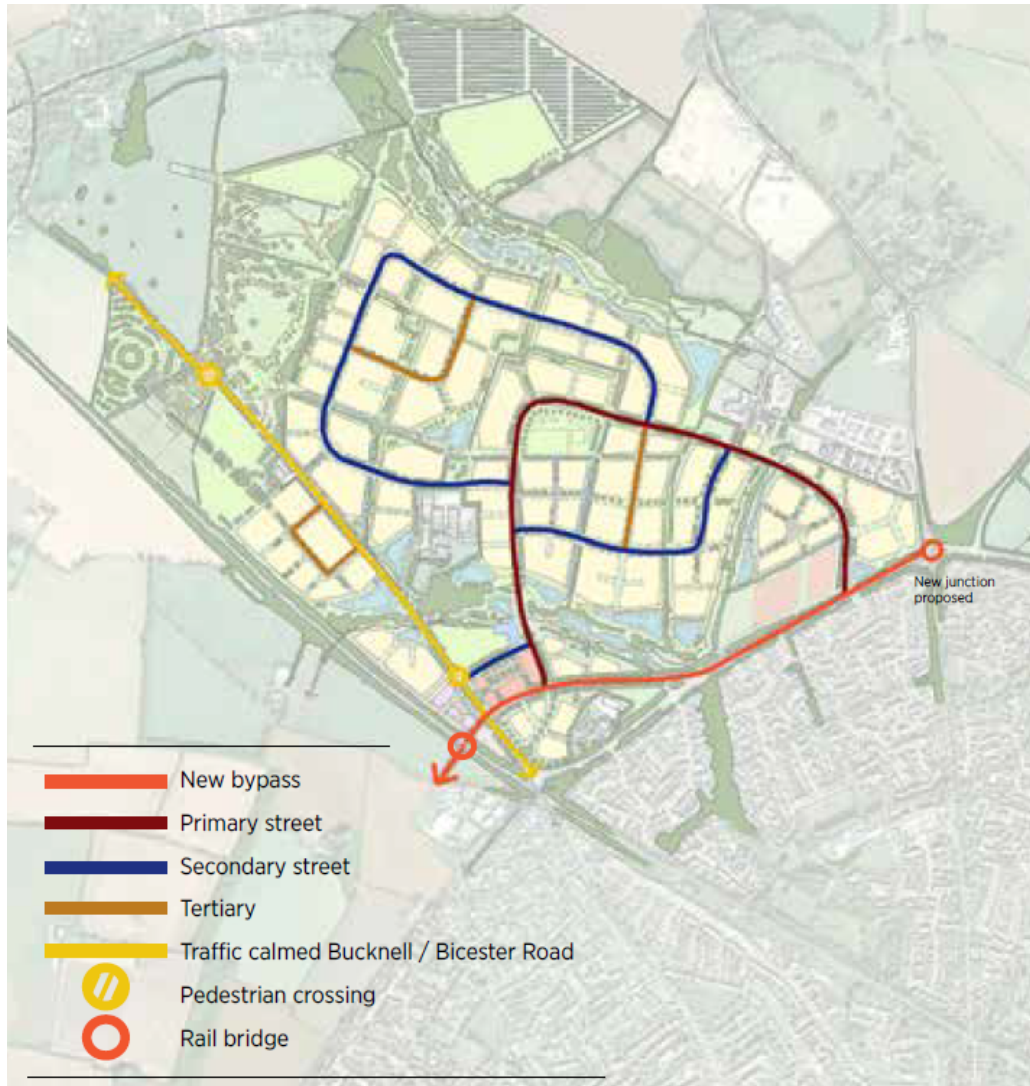 New junction
proposed
New bypass
Primary street
Secondary street
Tertiary
Traffic calmed Bucknell / Bicester Road
Pedestrian crossing
Rail bridge